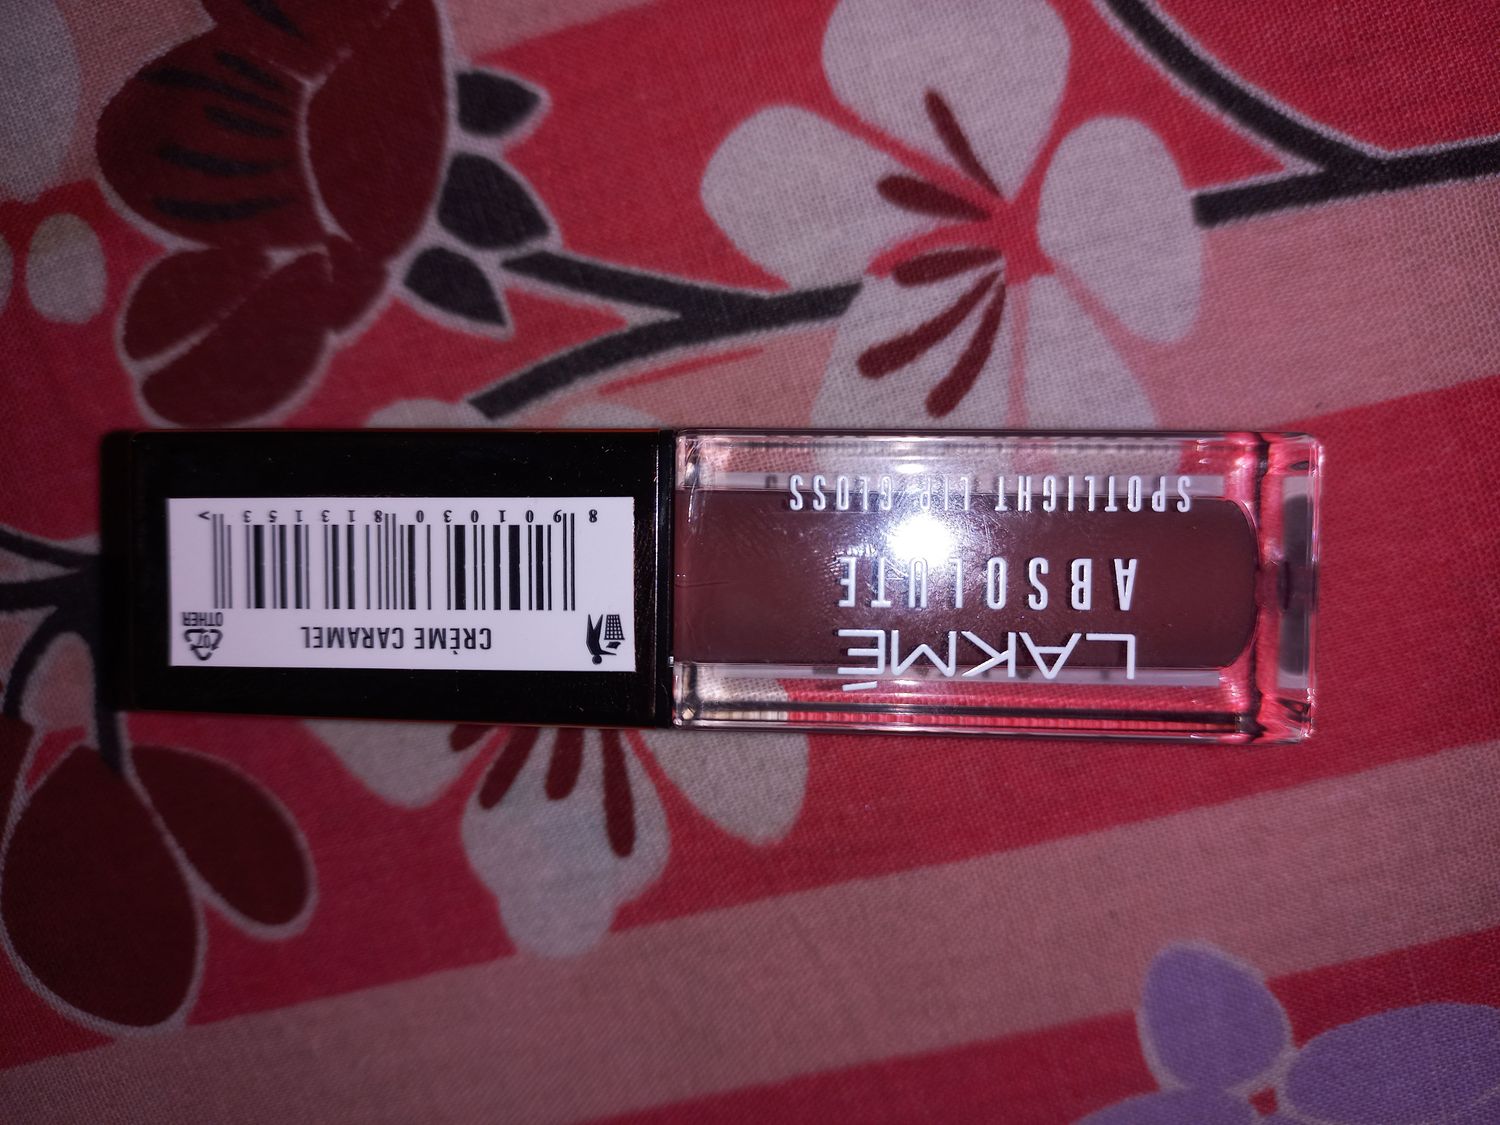 LAKMÉ
ABSOLUTE
SPOTLIGHT LIP GLOSS
CRÈME CARAMEL
07
OTHER
8 901030 813153 >